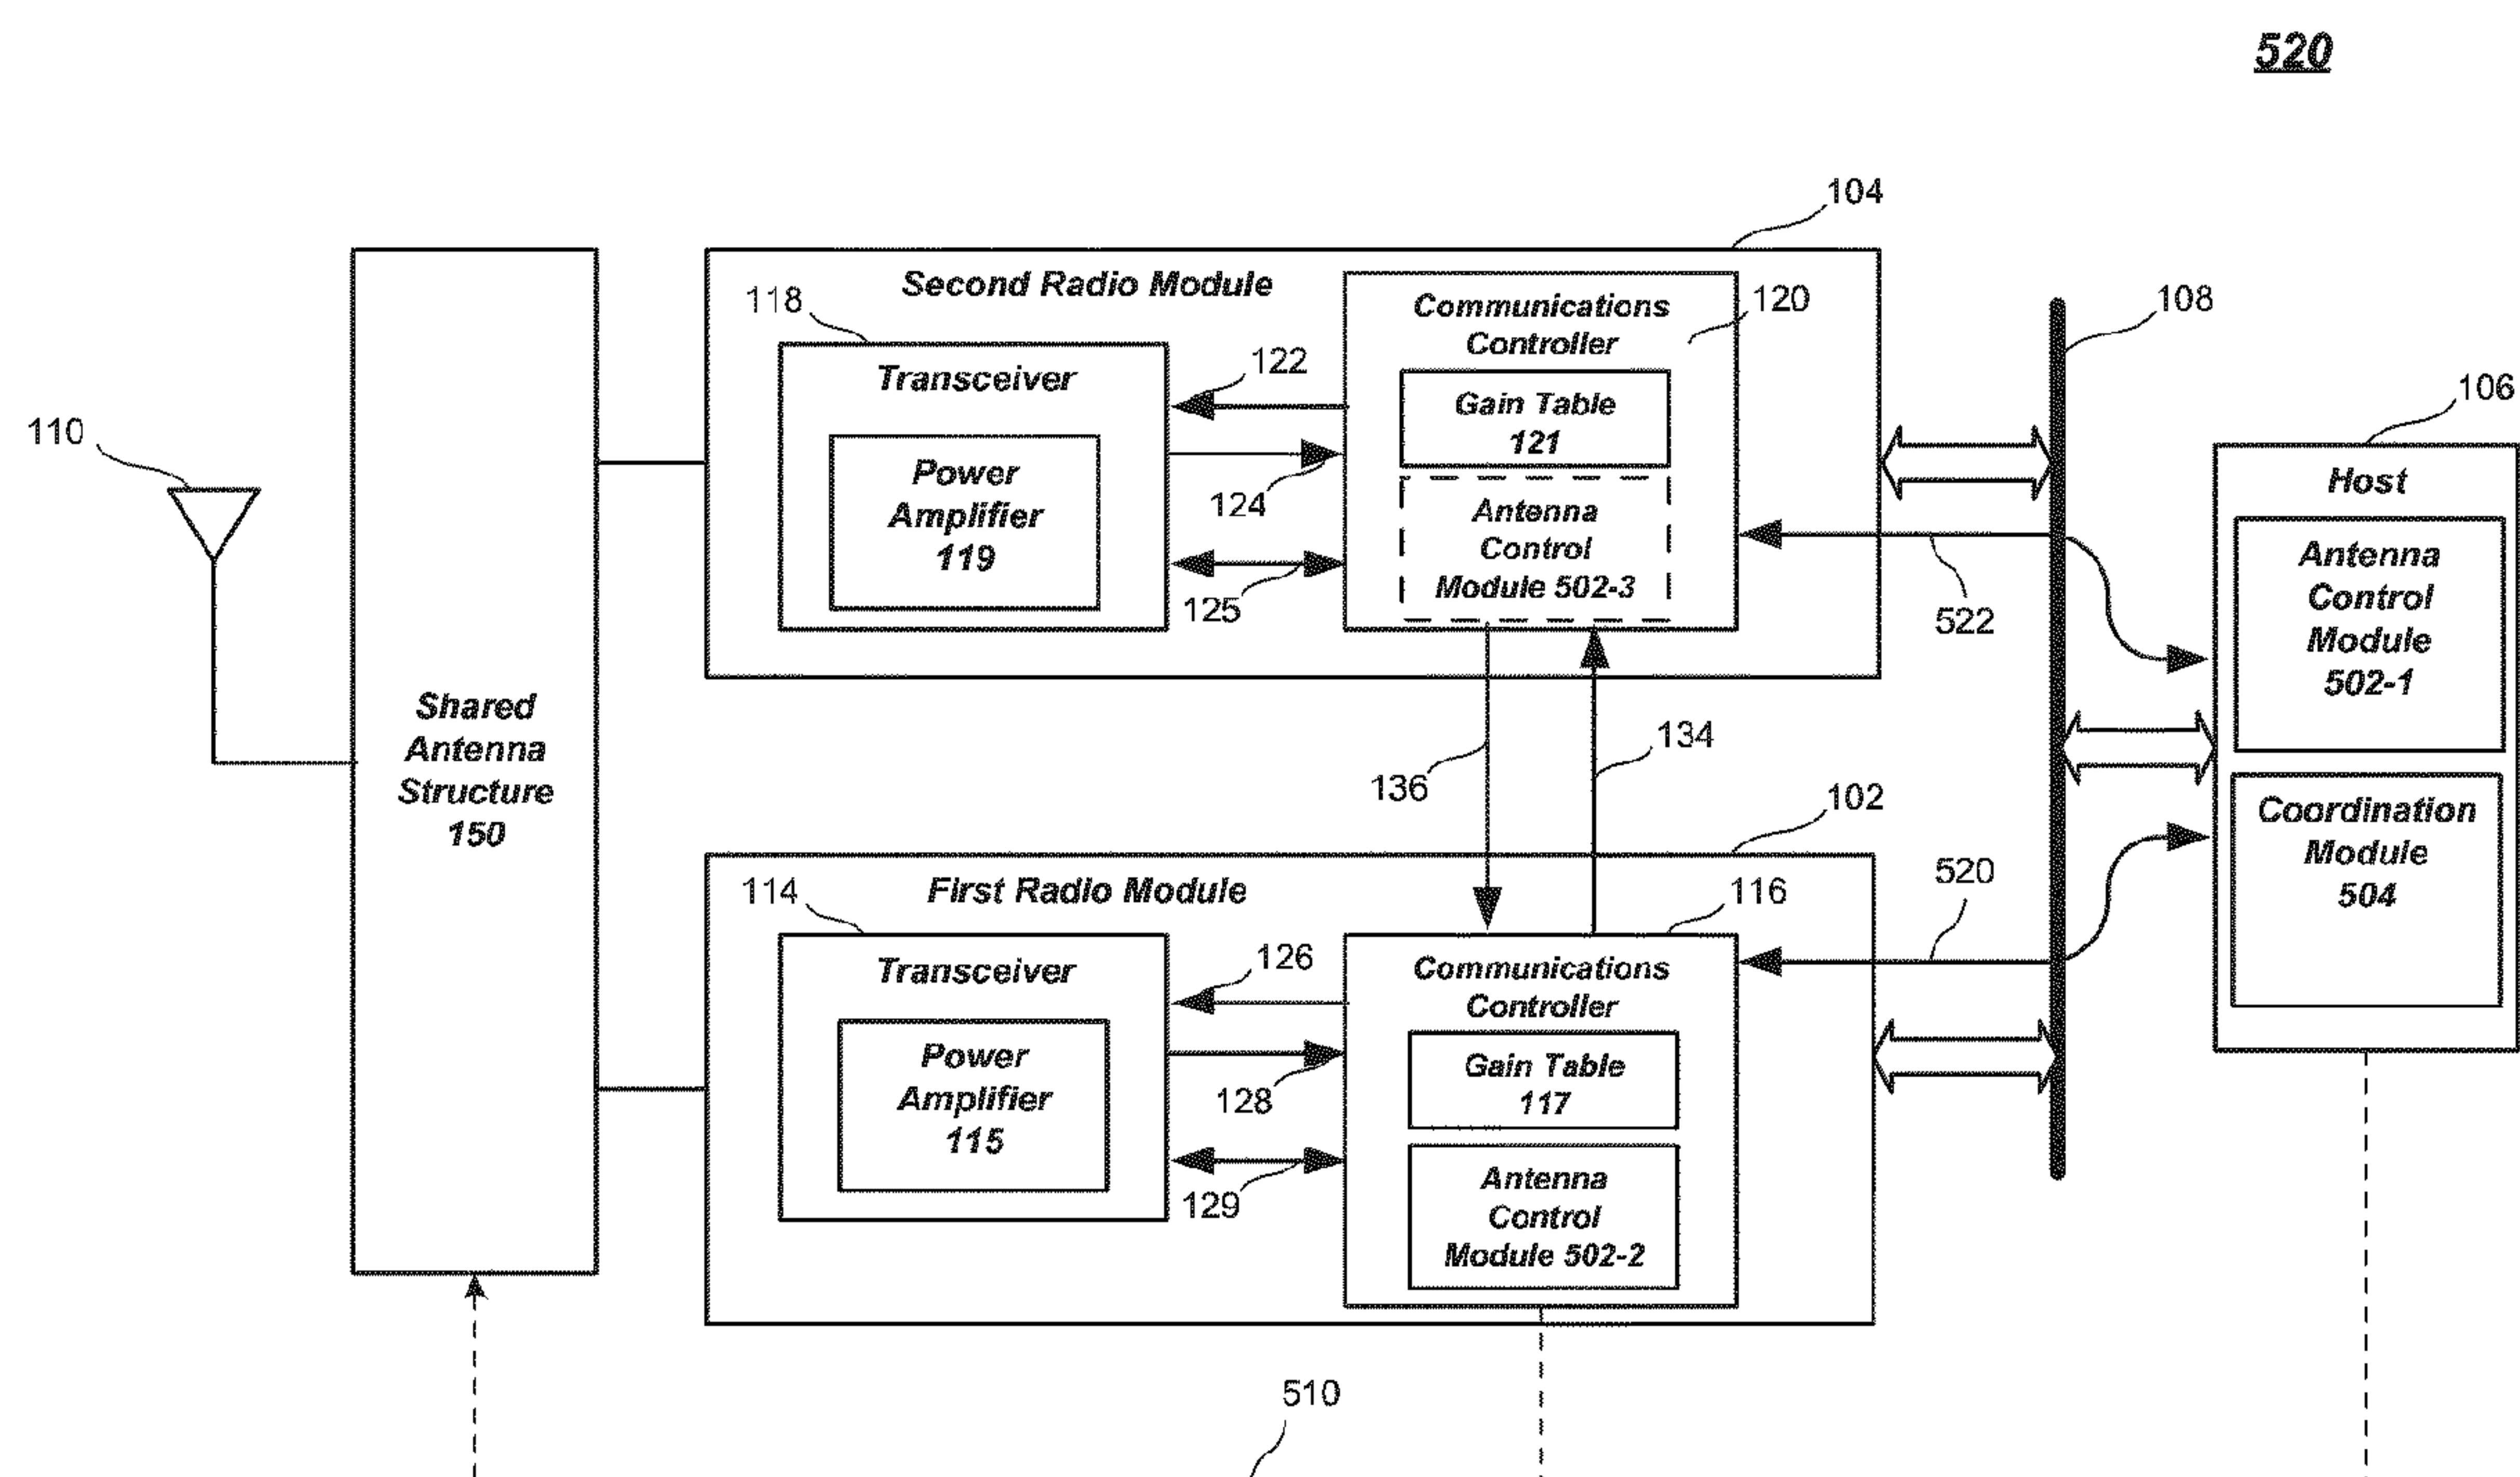 520
104
Second Radio Module
118
Transceiver
Power
Amplifier
119
122
124
125
Communications
Controller
120
Gain Table
121
Antenna
Control
Module 502-3
108
106
Host
Antenna
Control
Module
502-1
Coordination
Module
504
522
110
Shared
Antenna
Structure
150
136
134
102
First Radio Module
114
Transceiver
Power
Amplifier
115
126
128
129
116
Communications
Controller
Gain Table
117
Antenna
Control
Module 502-2
520
510